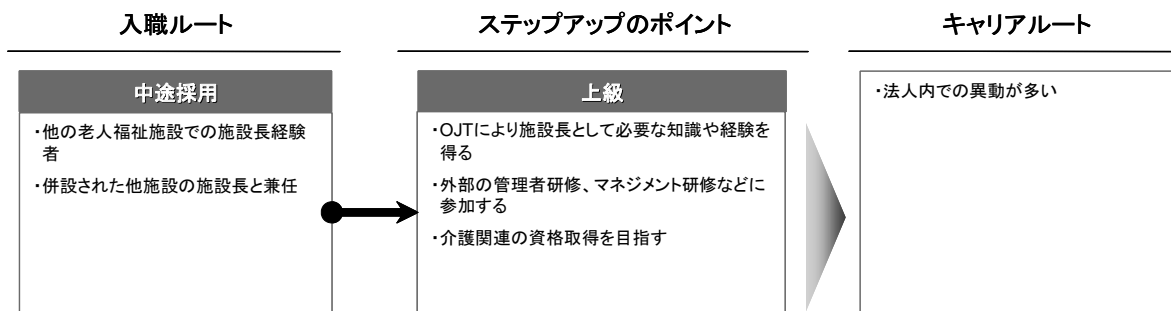 入職ルート
ステップアップのポイント
キャリアルート
中途採用
・他の老人福祉施設での施設長経験
者
・併設された他施設の施設長と兼任
上級
・OJTにより施設長として必要な知識や経験を
得る
・外部の管理者研修、マネジメント研修などに
参加する
・介護関連の資格取得を目指す
・法人内での異動が多い